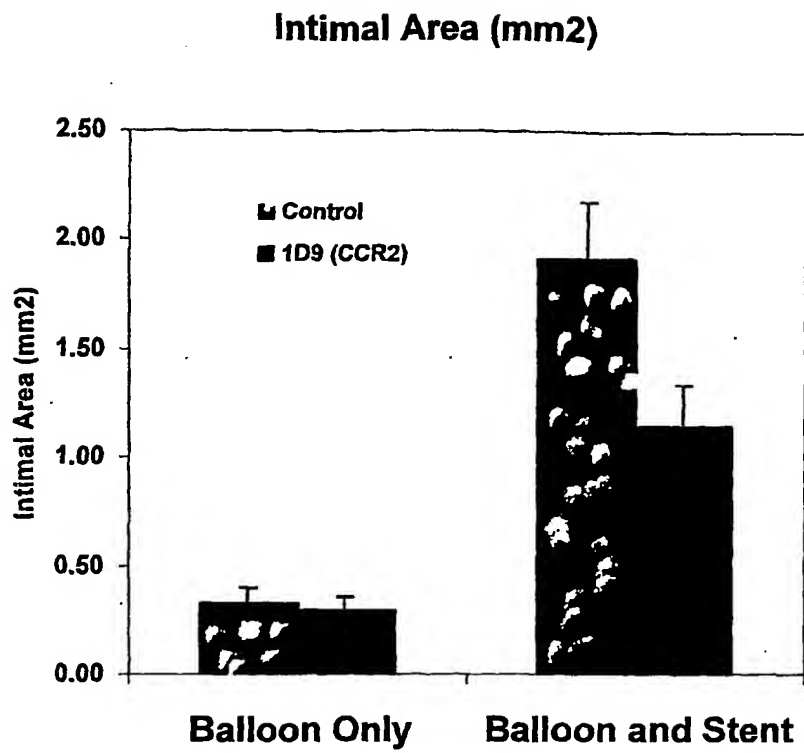 Intimal Area (mm2)
2.50
2.00
1.50
1.00
0.50
0.00
Intimal Area (mm2)
Control
1D9 (CCR2)
Balloon Only
Balloon and Stent